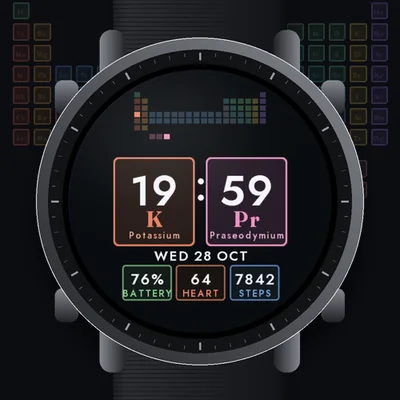 19 : 59
K Pr
Potassium Praseodymium
WED 28 OCT
76% 64 7842
BATTERY HEART STEPS